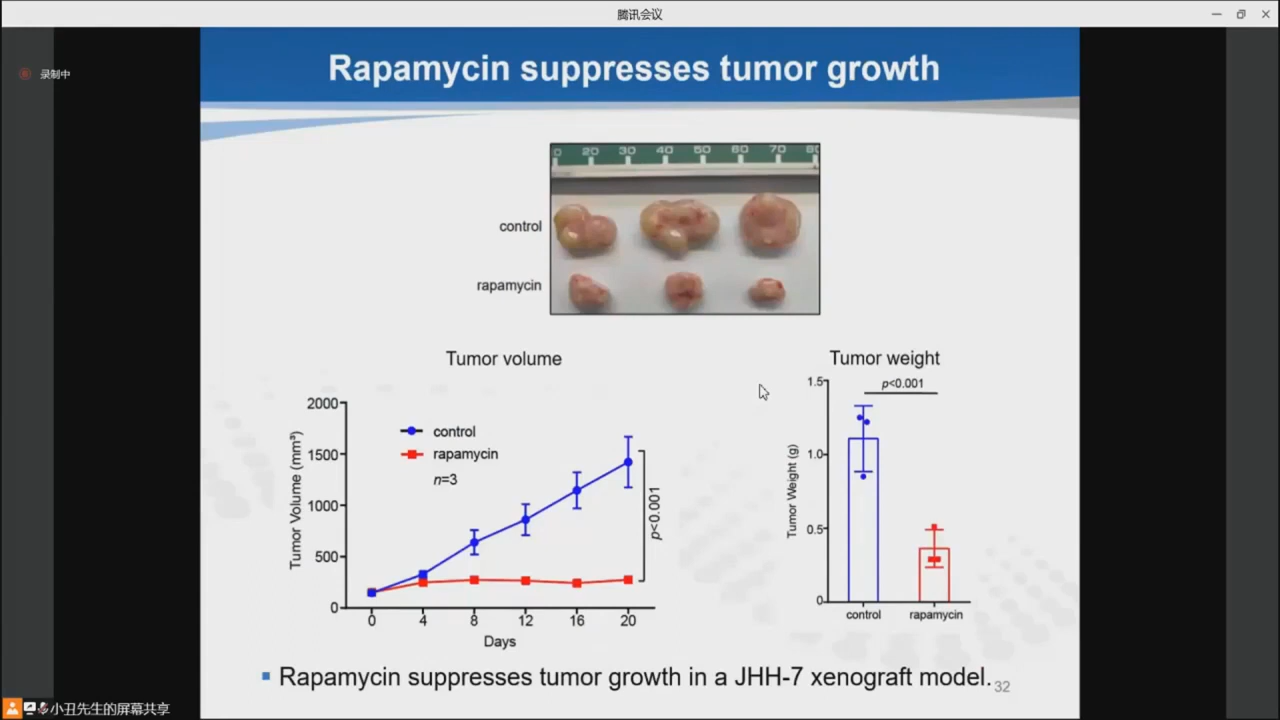 腾讯会议
录制中
Rapamycin suppresses tumor growth
0 20 30 40 50 60 70 80
control
rapamycin
Tumor volume
Tumor Volume (mm³)
2000
1500
1000
500
0
control
rapamycin
n=3
p<0.001
0 4 8 12 16 20
Days
Tumor weight
Tumor Weight (g)
1.5
1.0
0.5
0
p<0.001
control rapamycin
Rapamycin suppresses tumor growth in a JHH-7 xenograft model.
32
小丑先生的屏幕共享